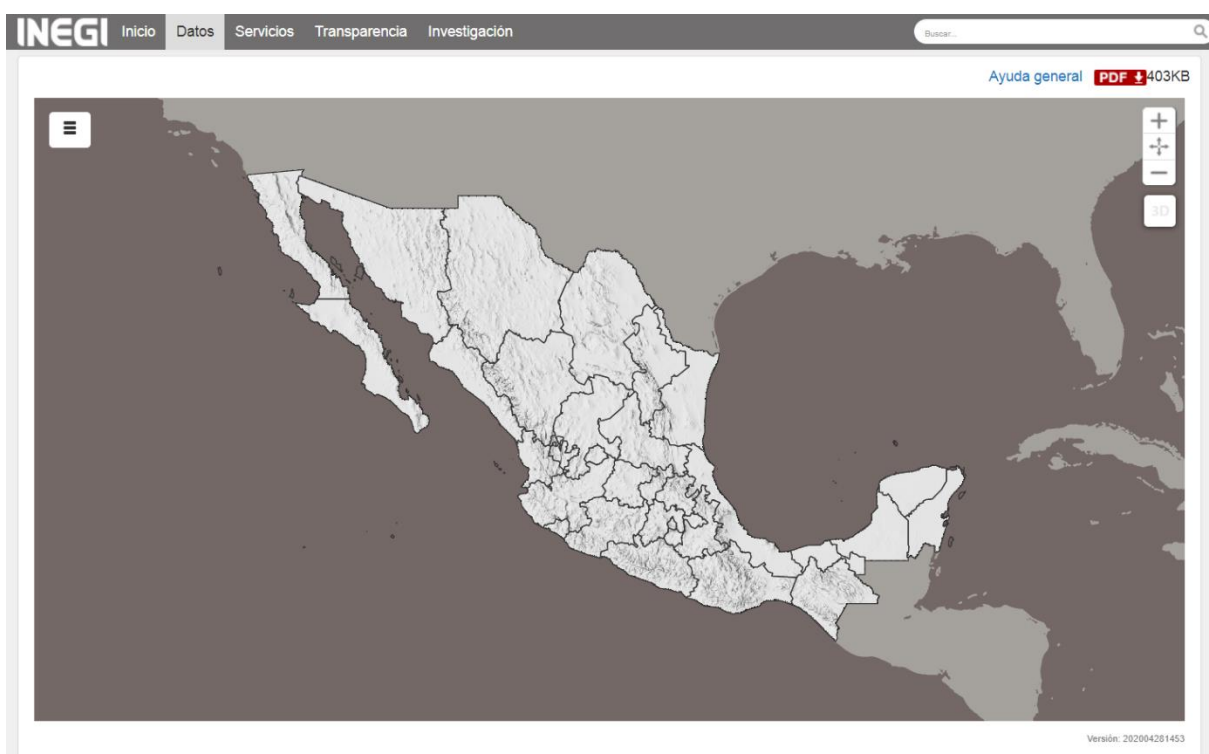 INEGI Inicio Datos Servicios Transparencia Investigación Buscar...
Ayuda general PDF 403KB
3D
Versión: 202004281453